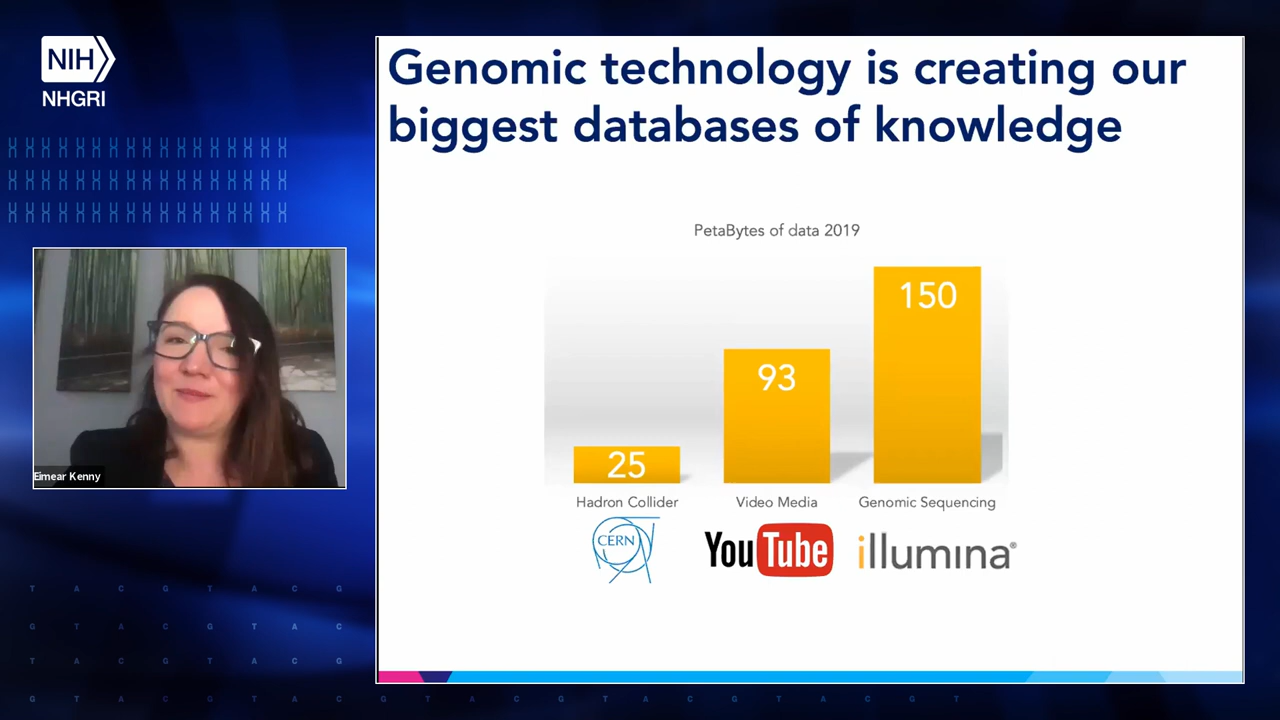 NIH
NHGRI
Genomic technology is creating our
biggest databases of knowledge
PetaBytes of data 2019
25
93
150
Hadron Collider
Video Media
Genomic Sequencing
CERN
YouTube
illumina®
Eimear Kenny
T A C G T A C G
G T A C G T A C
T A C G T A C G
G T A C G T A C G T A C G T A C G T A C G T